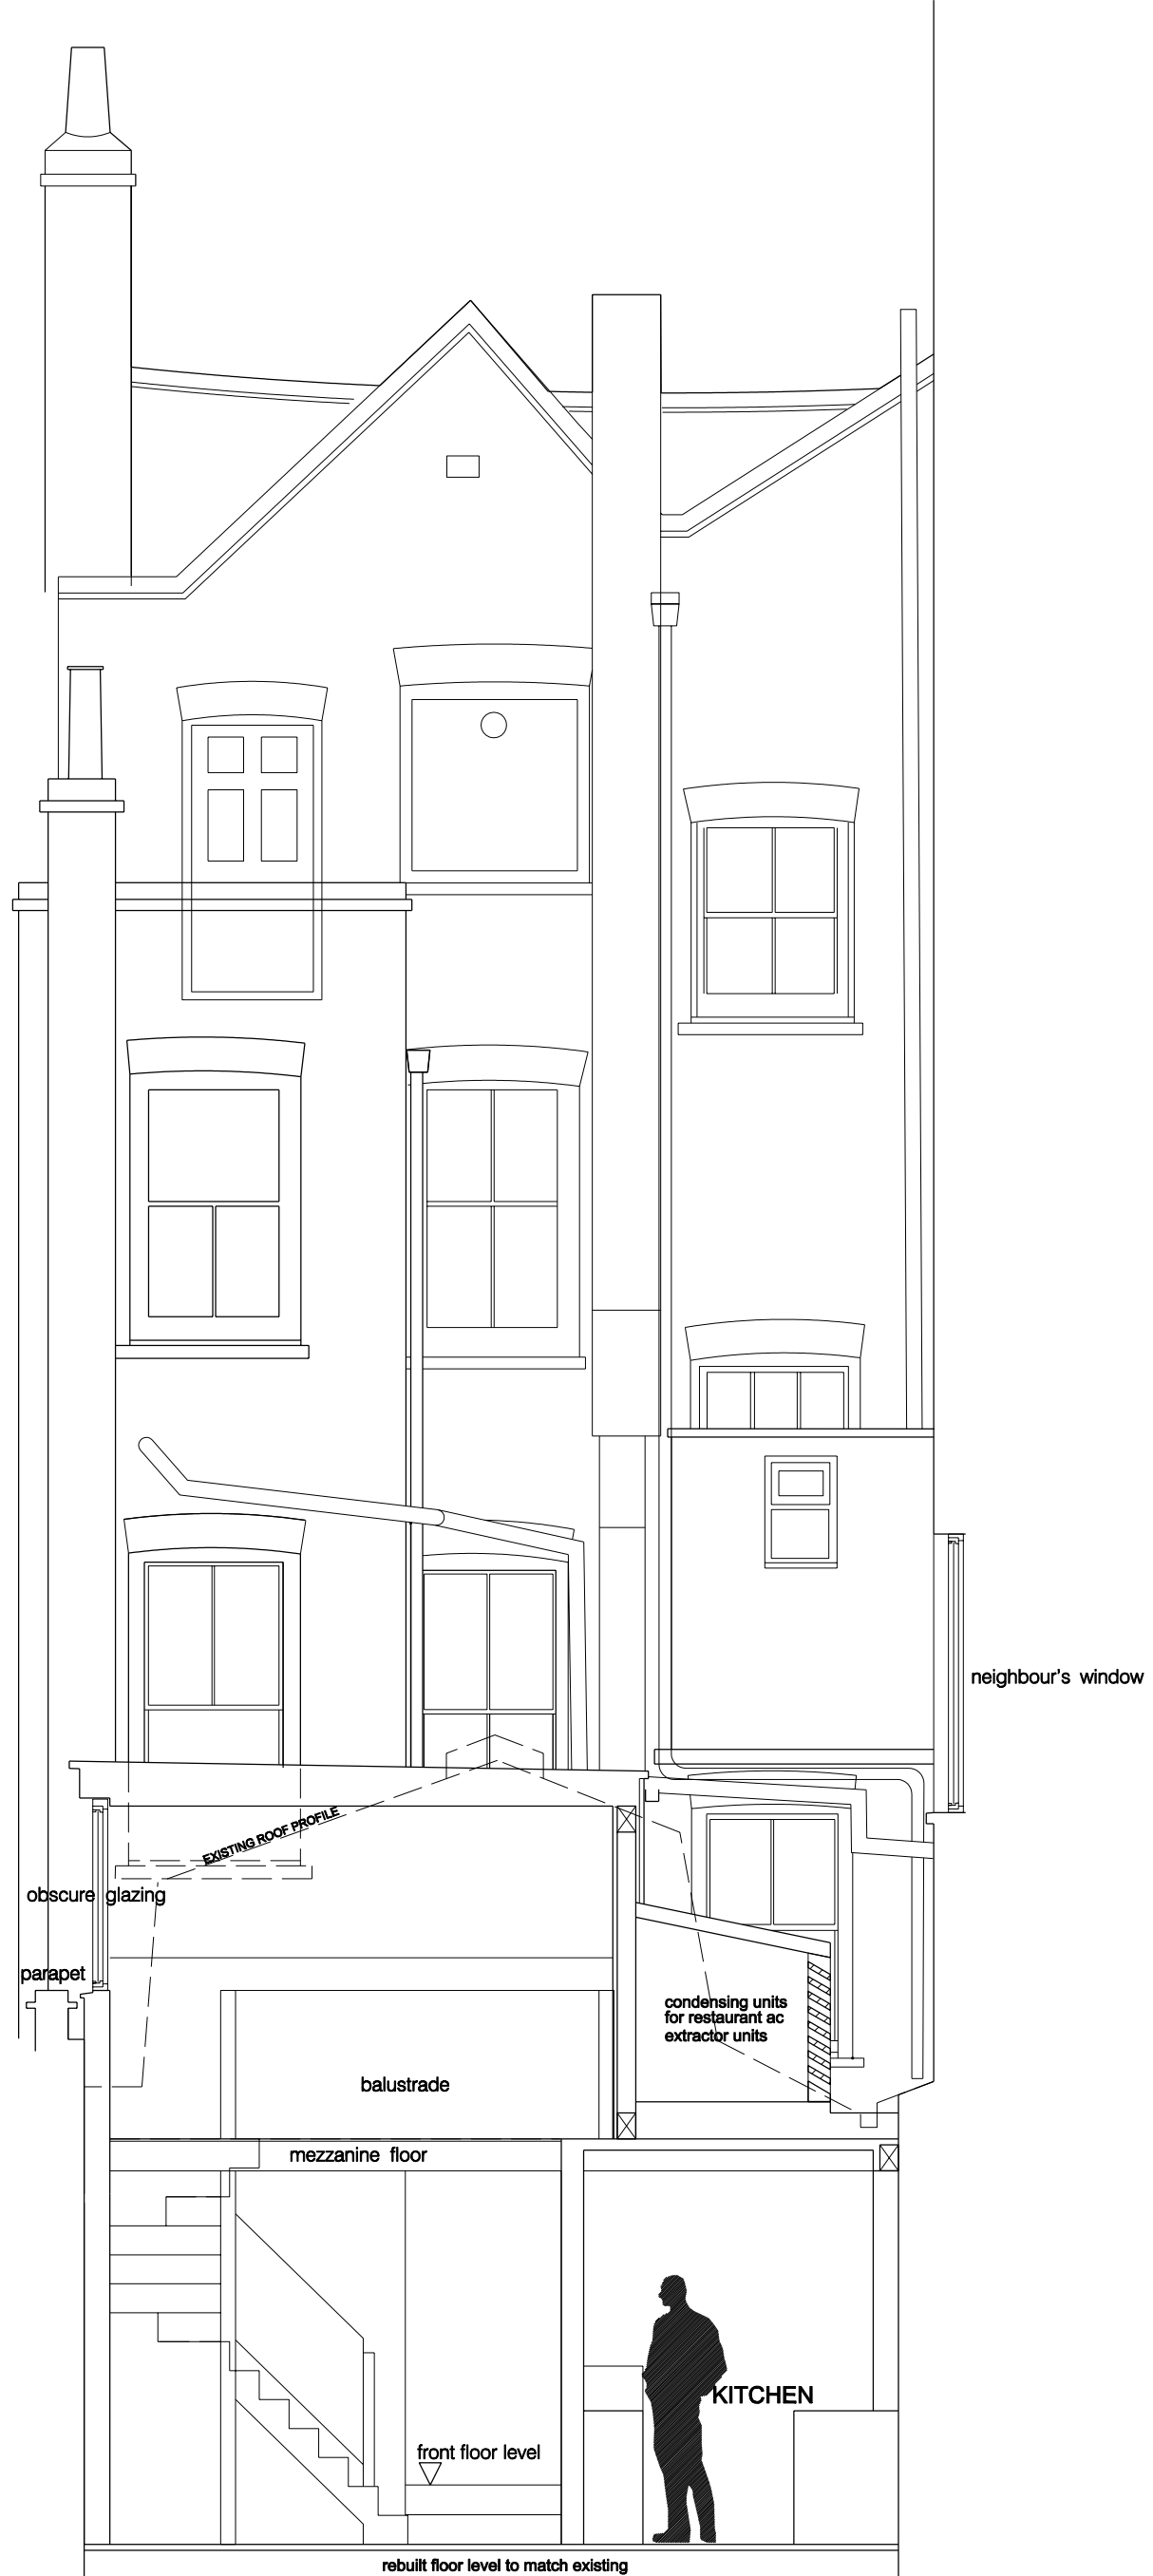 neighbour's window
EXISTING ROOF PROFILE
obscure glazing
parapet
condensing units
for restaurant ac
extractor units
balustrade
mezzanine floor
KITCHEN
front floor level
rebuilt floor level to match existing